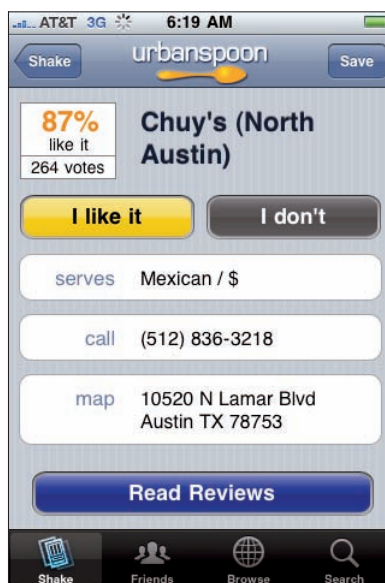 AT&T 3G 6:19 AM
Shake urbanspoon Save
87%
like it
264 votes
Chuy's (North
Austin)
I like it I don't
serves Mexican / $
call (512) 836-3218
map 10520 N Lamar Blvd
Austin TX 78753
Read Reviews
Shake Friends Browse Search